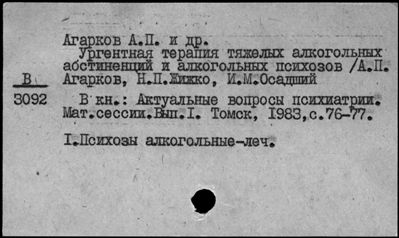 Агарков А.П. и др.
Ургентная терапия тяжелых алкогольных
абстиненций и алкогольных психозов /А.П.
В Агарков, Н.П.Жижко, И.М.Осадший
3092 В кн.: Актуальные вопросы психиатрии.
Мат.сессии.Вып.I. Томск, 1983,с.76-77.
I.Психозы алкогольные-леч.